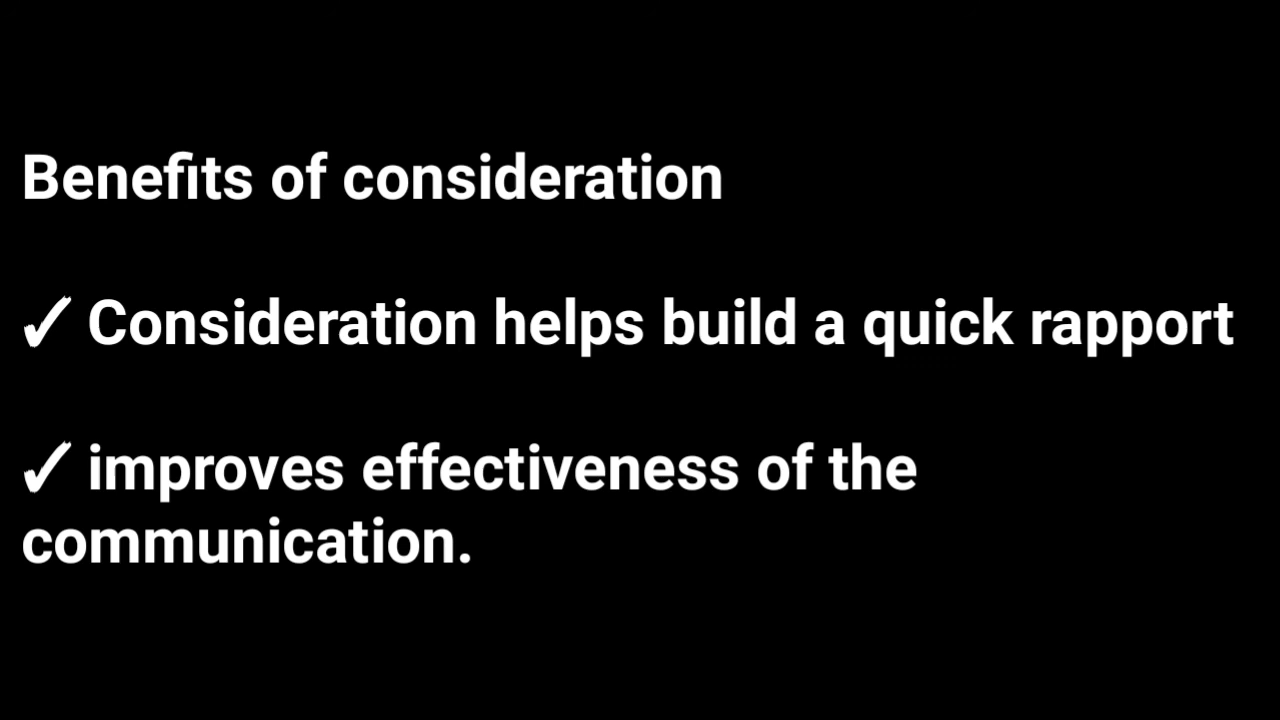 Benefits of consideration
✓ Consideration helps build a quick rapport
✓ improves effectiveness of the
communication.